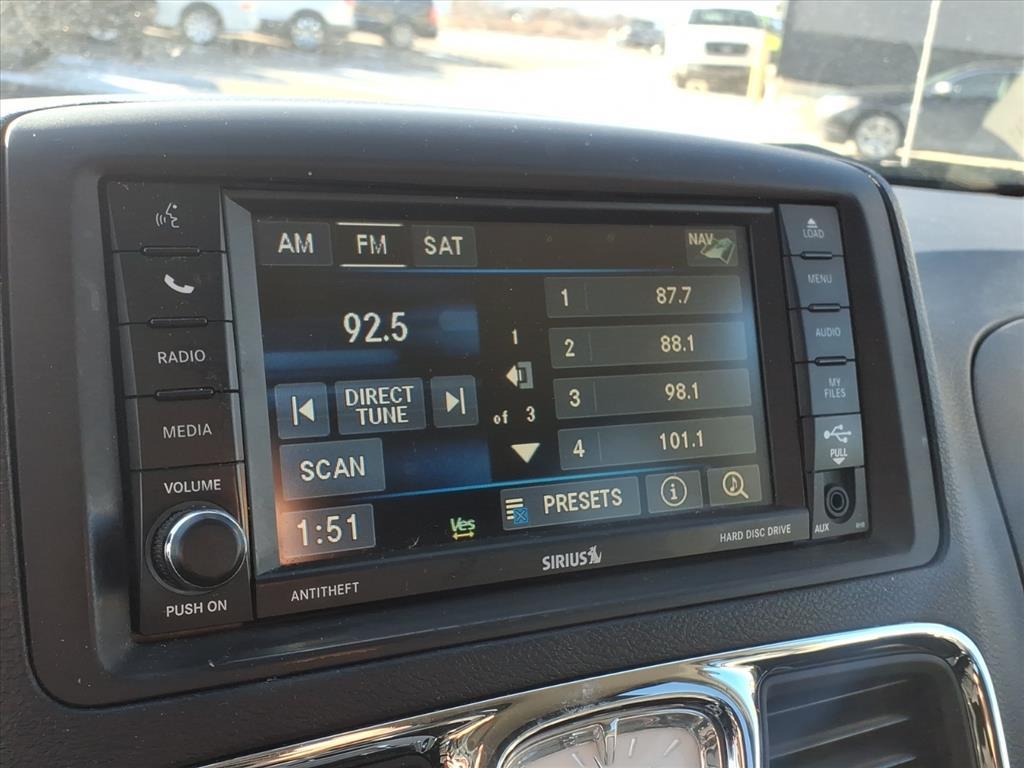 RADIO
MEDIA
VOLUME
PUSH ON
AM FM SAT NAV
92.5
DIRECT
TUNE
SCAN
1:51
1
of 3
1 87.7
2 88.1
3 98.1
4 101.1
Ves
PRESETS
i
ANTITHEFT
SIRIUS
HARD DISC DRIVE
LOAD
MENU
AUDIO
MY
FILES
PULL
AUX
RHB